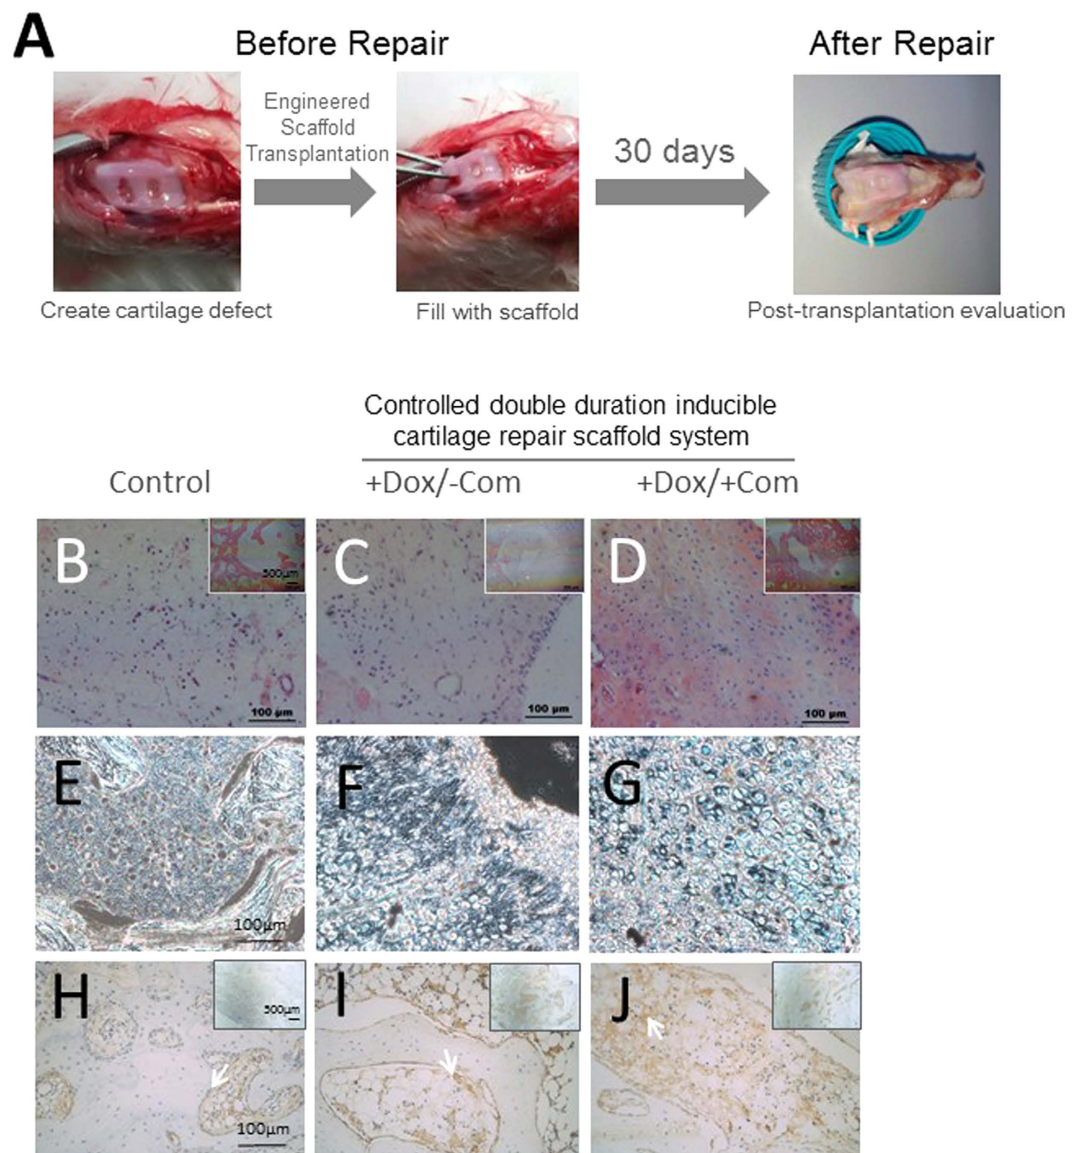 A
Before Repair
After Repair
Engineered
Scaffold
Transplantation
30 days
Create cartilage defect
Fill with scaffold
Post-transplantation evaluation
Controlled double duration inducible
cartilage repair scaffold system
Control
+Dox/-Com
+Dox/+Com
B
500μm
100 μm
C
100 μm
D
100 μm
E
100μm
F
G
H
500μm
100μm
I
J